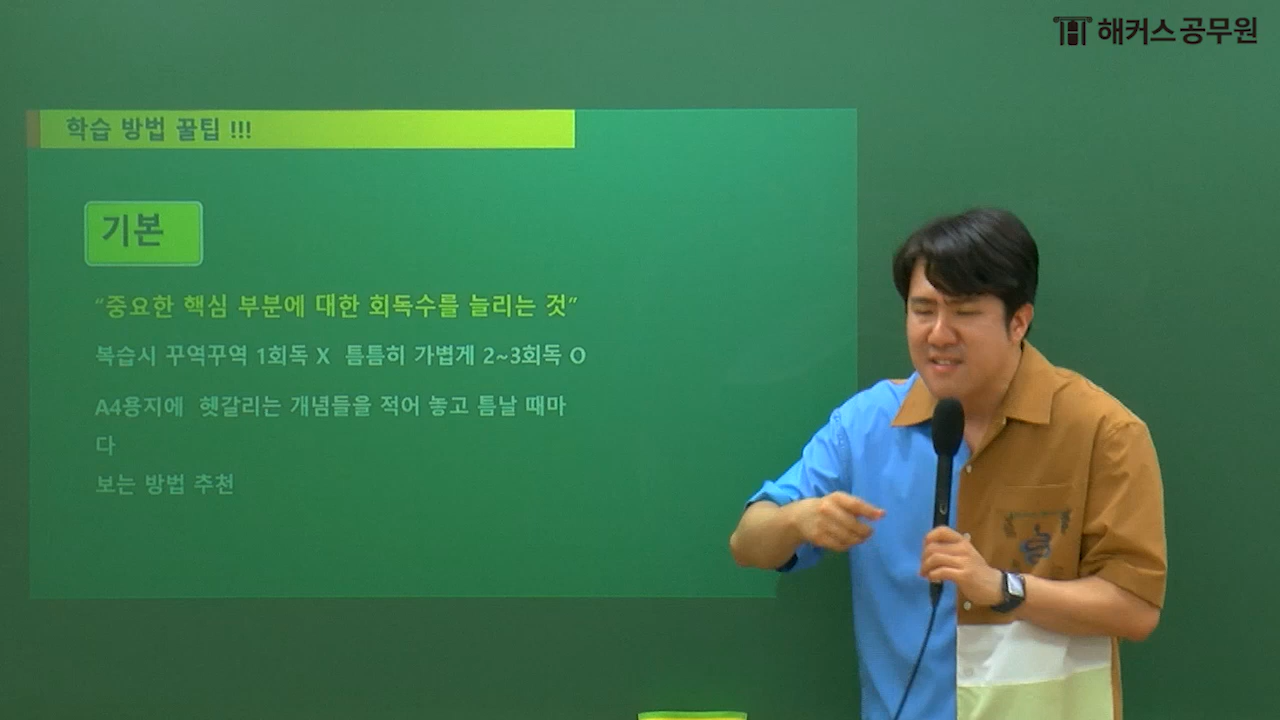 해커스공무원
학습 방법 꿀팁 !!!
기본
“중요한 핵심 부분에 대한 회독수를 늘리는 것”
복습시 꾸역꾸역 1회독 X 틈틈히 가볍게 2~3회독 O
A4용지에 헷갈리는 개념들을 적어 놓고 틈날 때마
다
보는 방법 추천